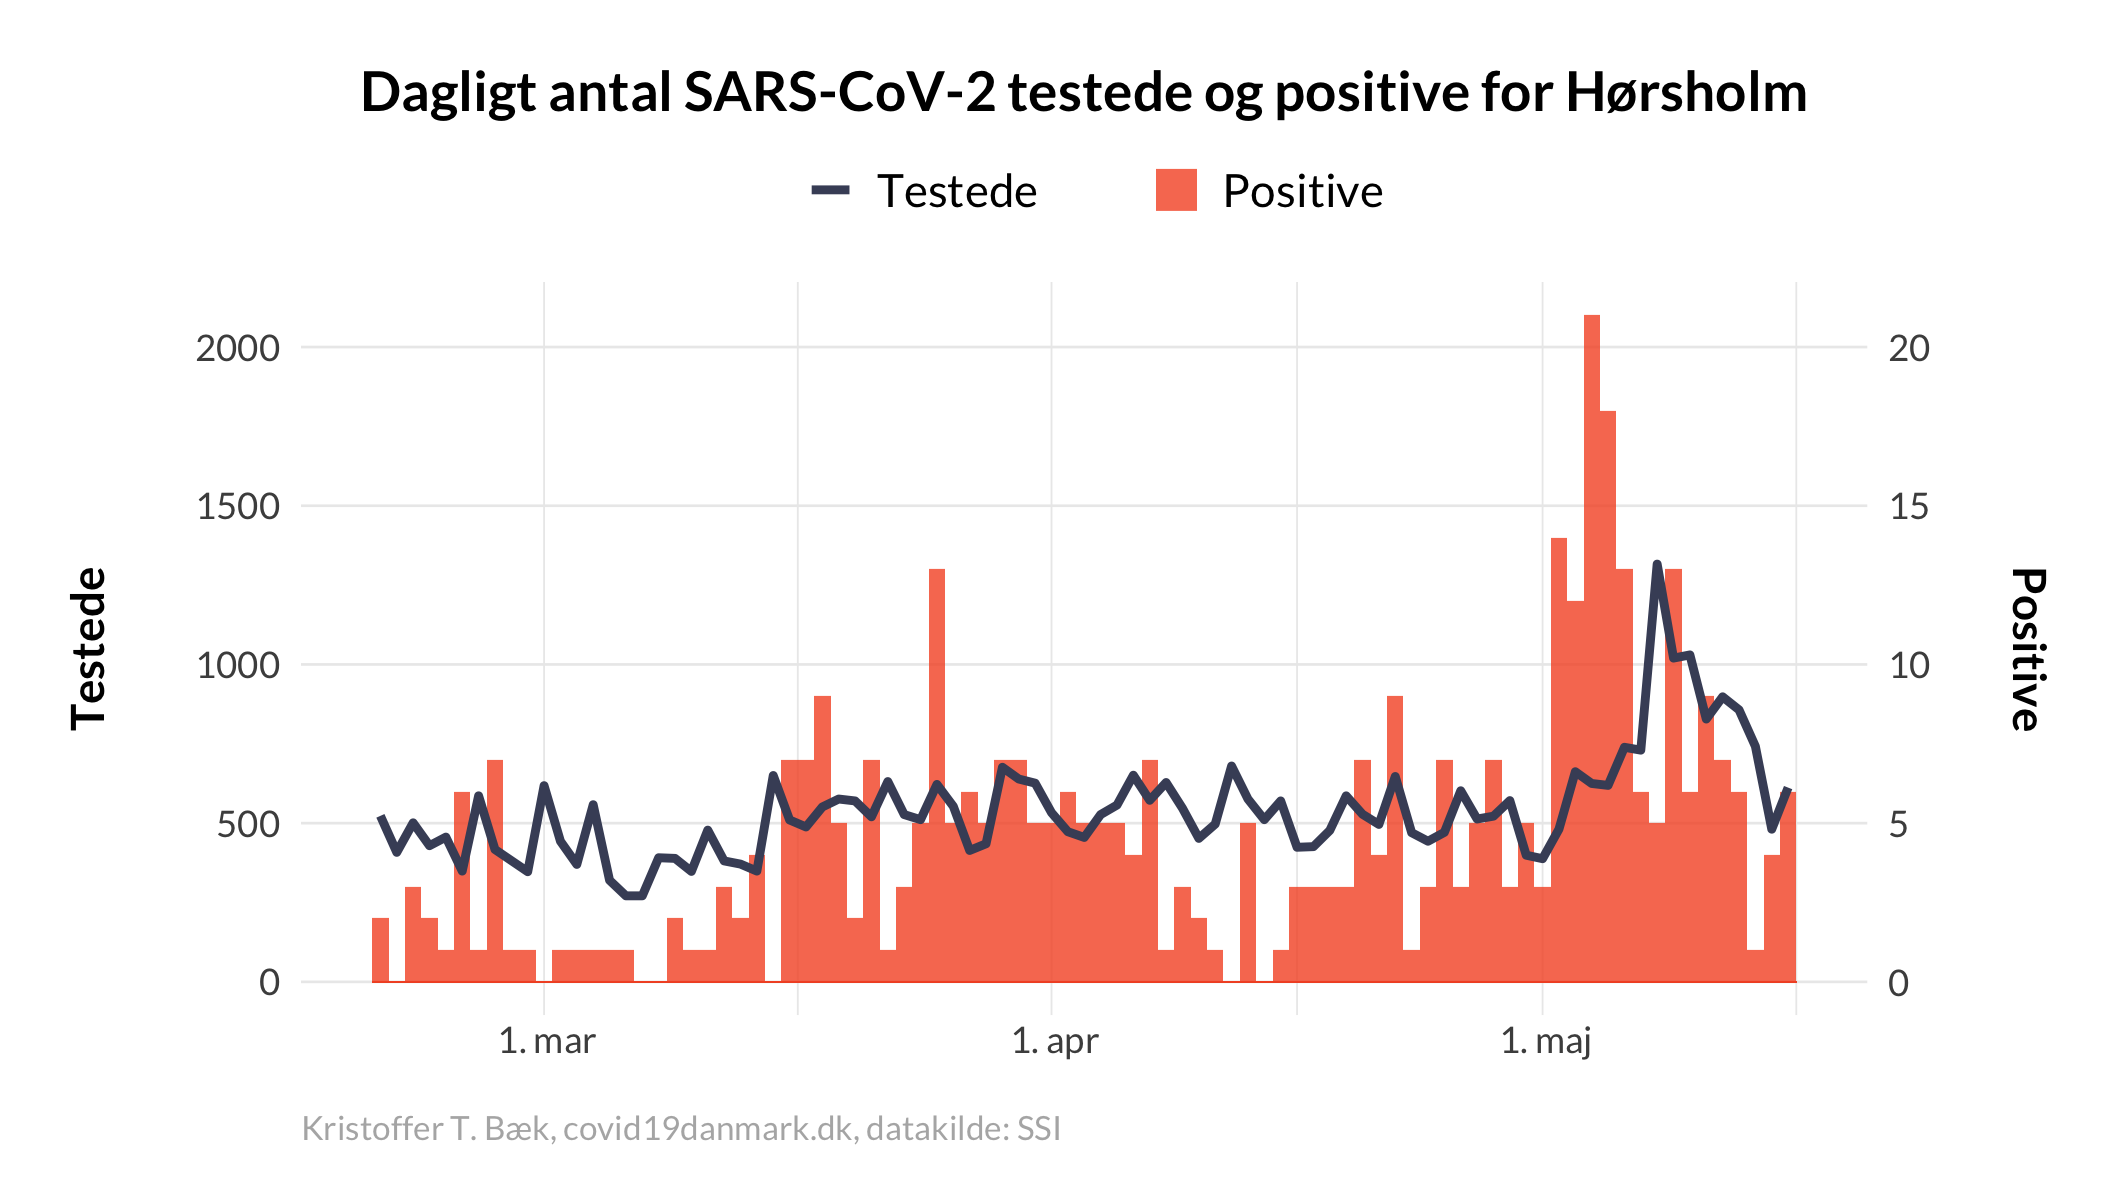 Dagligt antal SARS-CoV-2 testede og positive for Hørsholm
Testede
Positive
2000
1500
1000
500
0
20
15
10
5
0
Testede
Positive
1. mar
1. apr
1. maj
Kristoffer T. Bæk, covid19danmark.dk, datakilde: SSI